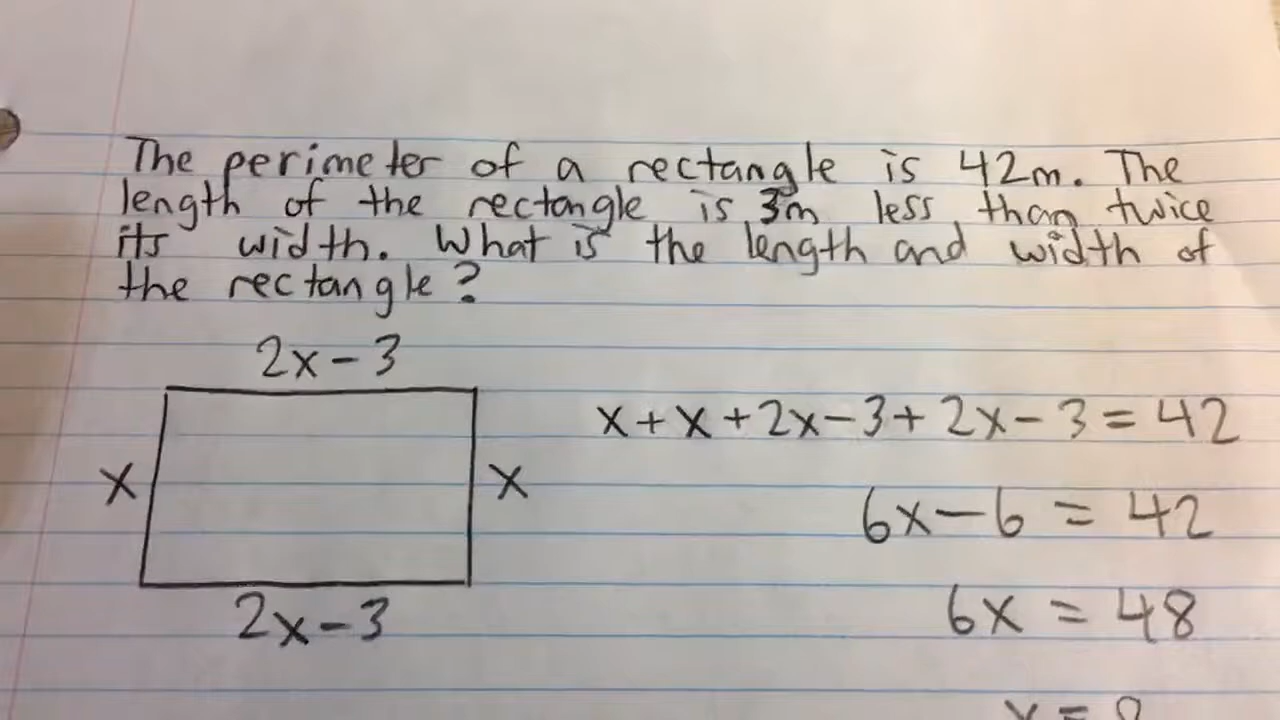 The perimeter of a rectangle is 42m. The
length of the rectangle is 3m less than twice
its width. What is the length and width of
the rectangle?
2x-3
x
x
2x-3
x+x+2x-3+2x-3=42
6x-6 = 42
6x = 48